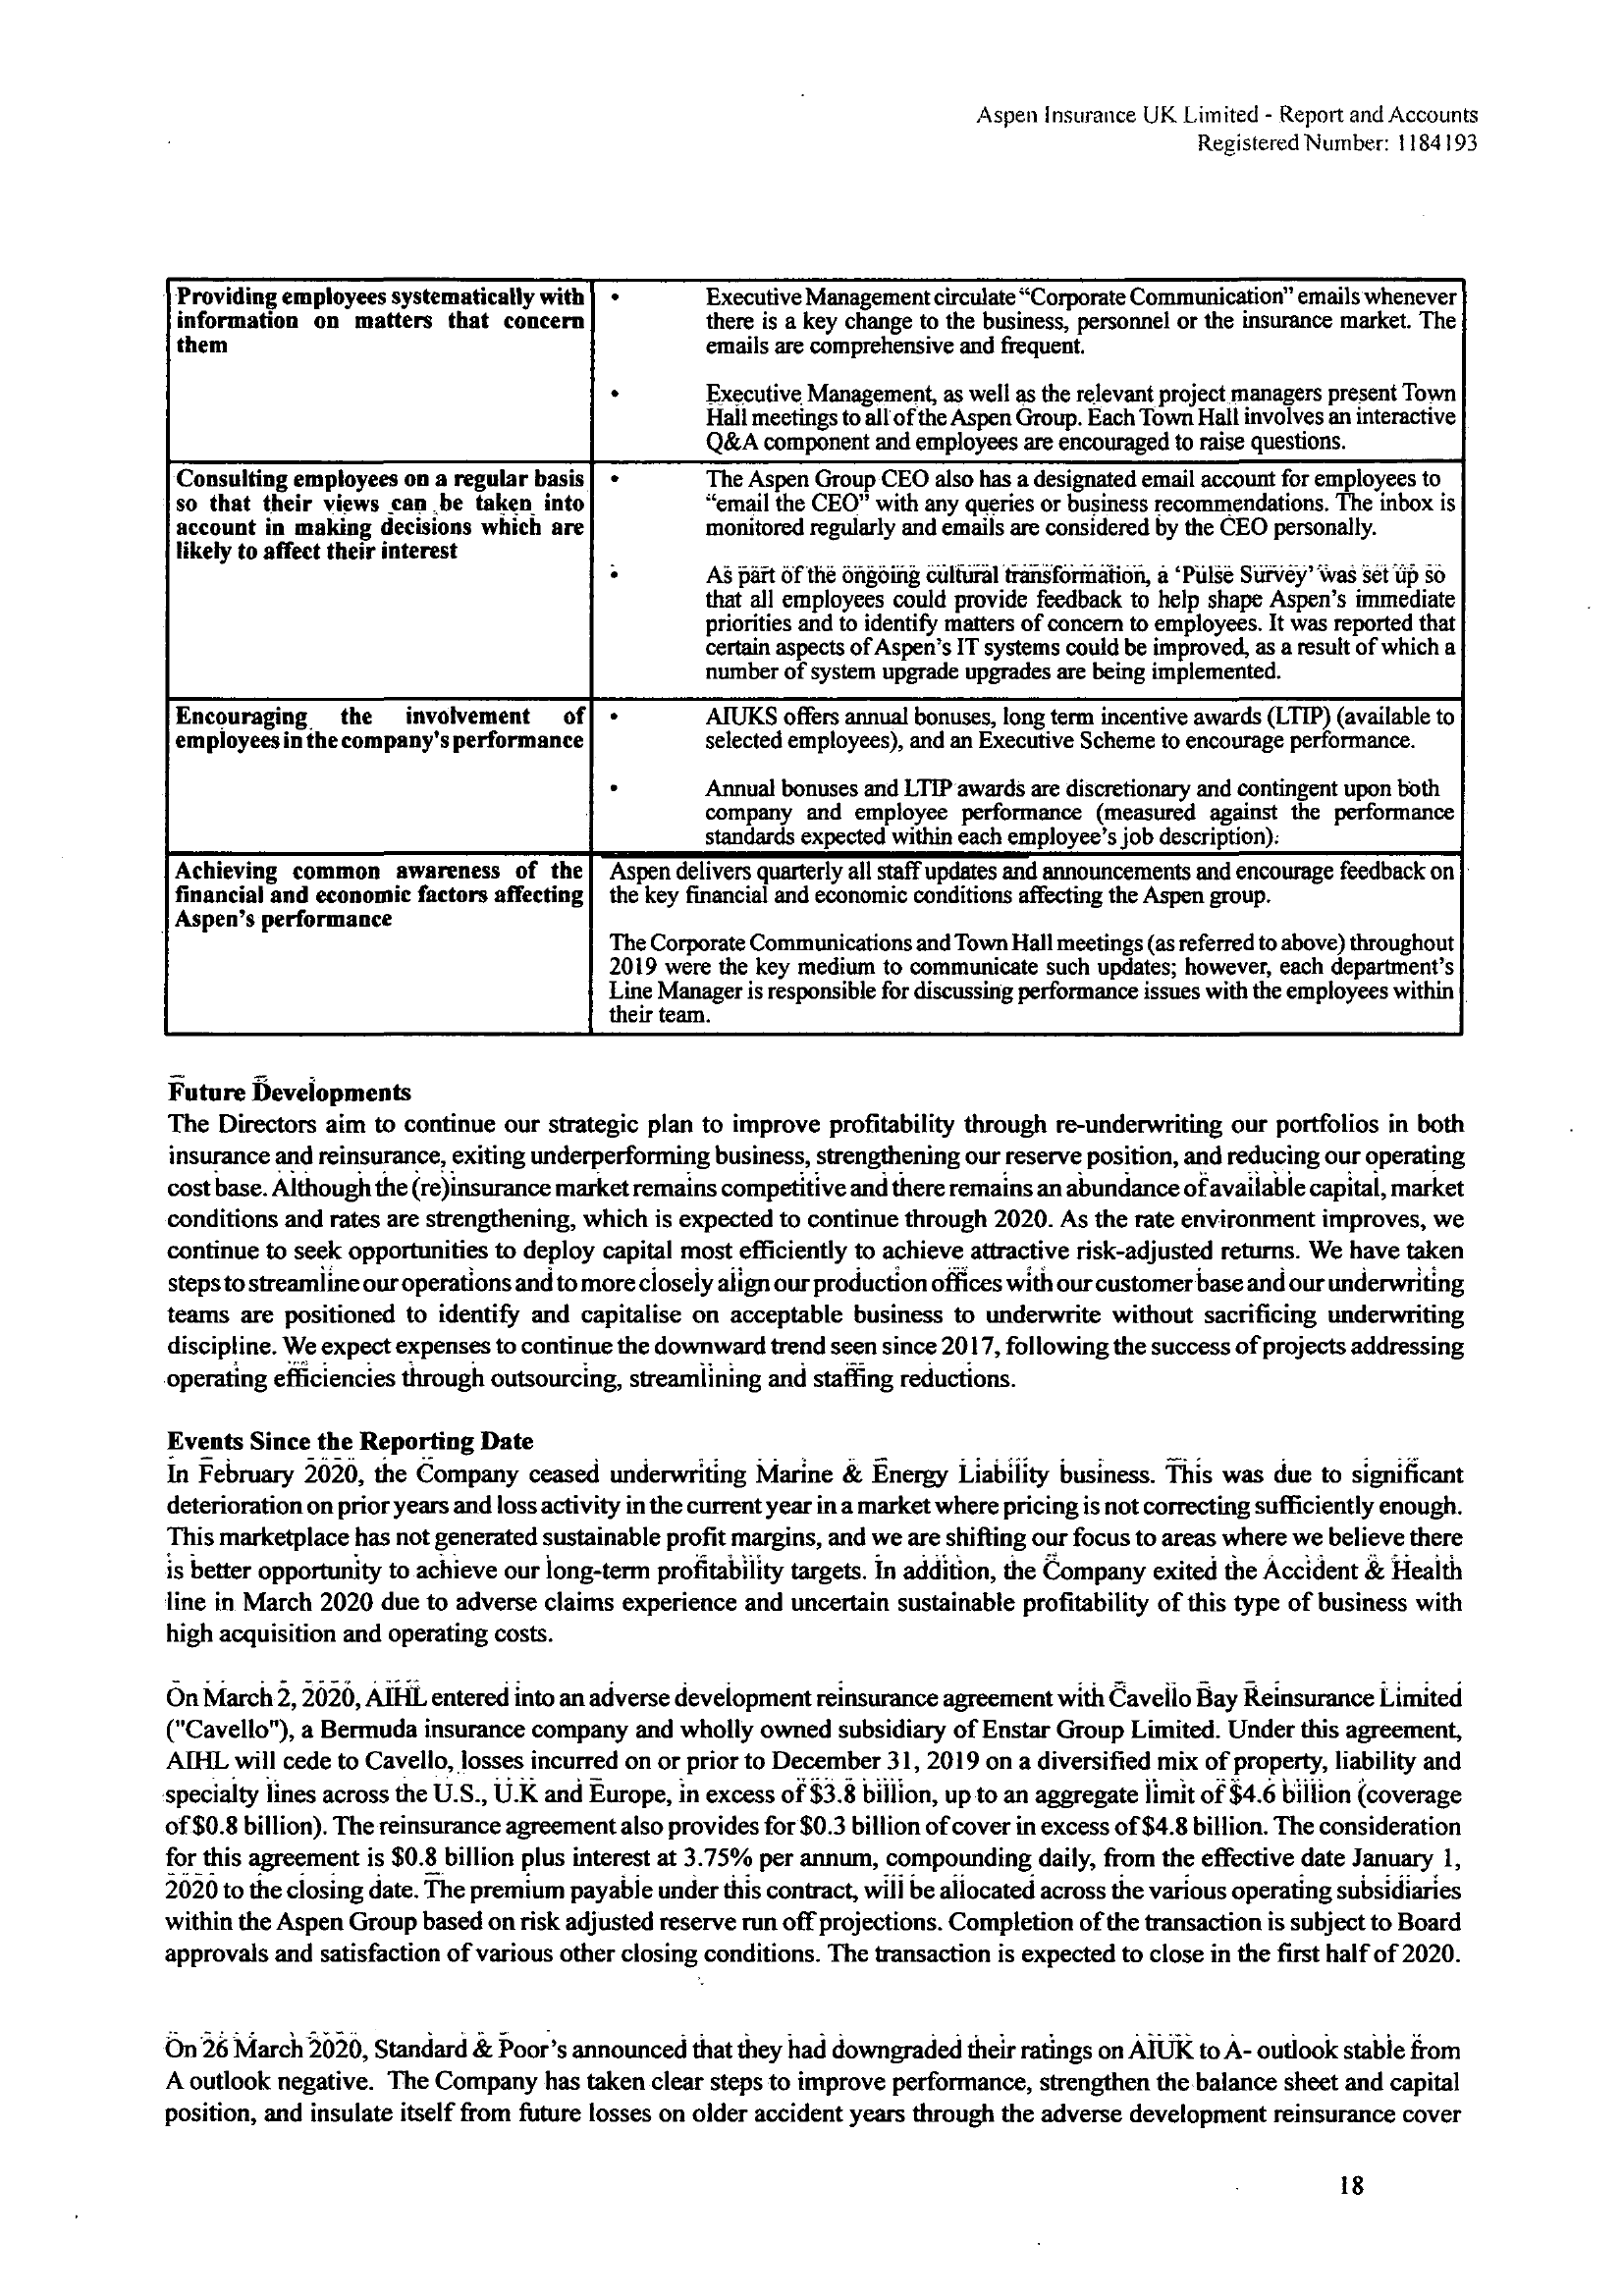 Aspen Insurance UK Limited - Report and Accounts
Registered Number: 1184193
Providing employees systematically with
information on matters that concern
them
• Executive Management circulate “Corporate Communication” emails whenever
there is a key change to the business, personnel or the insurance market. The
emails are comprehensive and frequent.
• Executive Management, as well as the relevant project managers present Town
Hall meetings to all of the Aspen Group. Each Town Hall involves an interactive
Q&A component and employees are encouraged to raise questions.
Consulting employees on a regular basis
so that their views can be taken into
account in making decisions which are
likely to affect their interest
• The Aspen Group CEO also has a designated email account for employees to
“email the CEO” with any queries or business recommendations. The inbox is
monitored regularly and emails are considered by the CEO personally.
• As part of the ongoing cultural transformation, a ‘Pulse Survey’ was set up so
that all employees could provide feedback to help shape Aspen’s immediate
priorities and to identify matters of concern to employees. It was reported that
certain aspects of Aspen’s IT systems could be improved, as a result of which a
number of system upgrade upgrades are being implemented.
Encouraging the involvement of
employees in the company's performance
• AIUKS offers annual bonuses, long term incentive awards (LTIP) (available to
selected employees), and an Executive Scheme to encourage performance.
• Annual bonuses and LTIP awards are discretionary and contingent upon both
company and employee performance (measured against the performance
standards expected within each employee’s job description).
Achieving common awareness of the
financial and economic factors affecting
Aspen’s performance
Aspen delivers quarterly all staff updates and announcements and encourage feedback on
the key financial and economic conditions affecting the Aspen group.
The Corporate Communications and Town Hall meetings (as referred to above) throughout
2019 were the key medium to communicate such updates; however, each department’s
Line Manager is responsible for discussing performance issues with the employees within
their team.
Future Developments
The Directors aim to continue our strategic plan to improve profitability through re-underwriting our portfolios in both
insurance and reinsurance, exiting underperforming business, strengthening our reserve position, and reducing our operating
cost base. Although the (re)insurance market remains competitive and there remains an abundance of available capital, market
conditions and rates are strengthening, which is expected to continue through 2020. As the rate environment improves, we
continue to seek opportunities to deploy capital most efficiently to achieve attractive risk-adjusted returns. We have taken
steps to streamline our operations and to more closely align our production offices with our customer base and our underwriting
teams are positioned to identify and capitalise on acceptable business to underwrite without sacrificing underwriting
discipline. We expect expenses to continue the downward trend seen since 2017, following the success of projects addressing
operating efficiencies through outsourcing, streamlining and staffing reductions.
Events Since the Reporting Date
In February 2020, the Company ceased underwriting Marine & Energy Liability business. This was due to significant
deterioration on prior years and loss activity in the current year in a market where pricing is not correcting sufficiently enough.
This marketplace has not generated sustainable profit margins, and we are shifting our focus to areas where we believe there
is better opportunity to achieve our long-term profitability targets. In addition, the Company exited the Accident & Health
line in March 2020 due to adverse claims experience and uncertain sustainable profitability of this type of business with
high acquisition and operating costs.
On March 2, 2020, AIHL entered into an adverse development reinsurance agreement with Cavello Bay Reinsurance Limited
("Cavello"), a Bermuda insurance company and wholly owned subsidiary of Enstar Group Limited. Under this agreement,
AIHL will cede to Cavello, losses incurred on or prior to December 31, 2019 on a diversified mix of property, liability and
specialty lines across the U.S., U.K and Europe, in excess of $3.8 billion, up to an aggregate limit of $4.6 billion (coverage
of $0.8 billion). The reinsurance agreement also provides for $0.3 billion of cover in excess of $4.8 billion. The consideration
for this agreement is $0.8 billion plus interest at 3.75% per annum, compounding daily, from the effective date January 1,
2020 to the closing date. The premium payable under this contract, will be allocated across the various operating subsidiaries
within the Aspen Group based on risk adjusted reserve run off projections. Completion of the transaction is subject to Board
approvals and satisfaction of various other closing conditions. The transaction is expected to close in the first half of 2020.
On 26 March 2020, Standard & Poor’s announced that they had downgraded their ratings on AIUK to A- outlook stable from
A outlook negative. The Company has taken clear steps to improve performance, strengthen the balance sheet and capital
position, and insulate itself from future losses on older accident years through the adverse development reinsurance cover
18